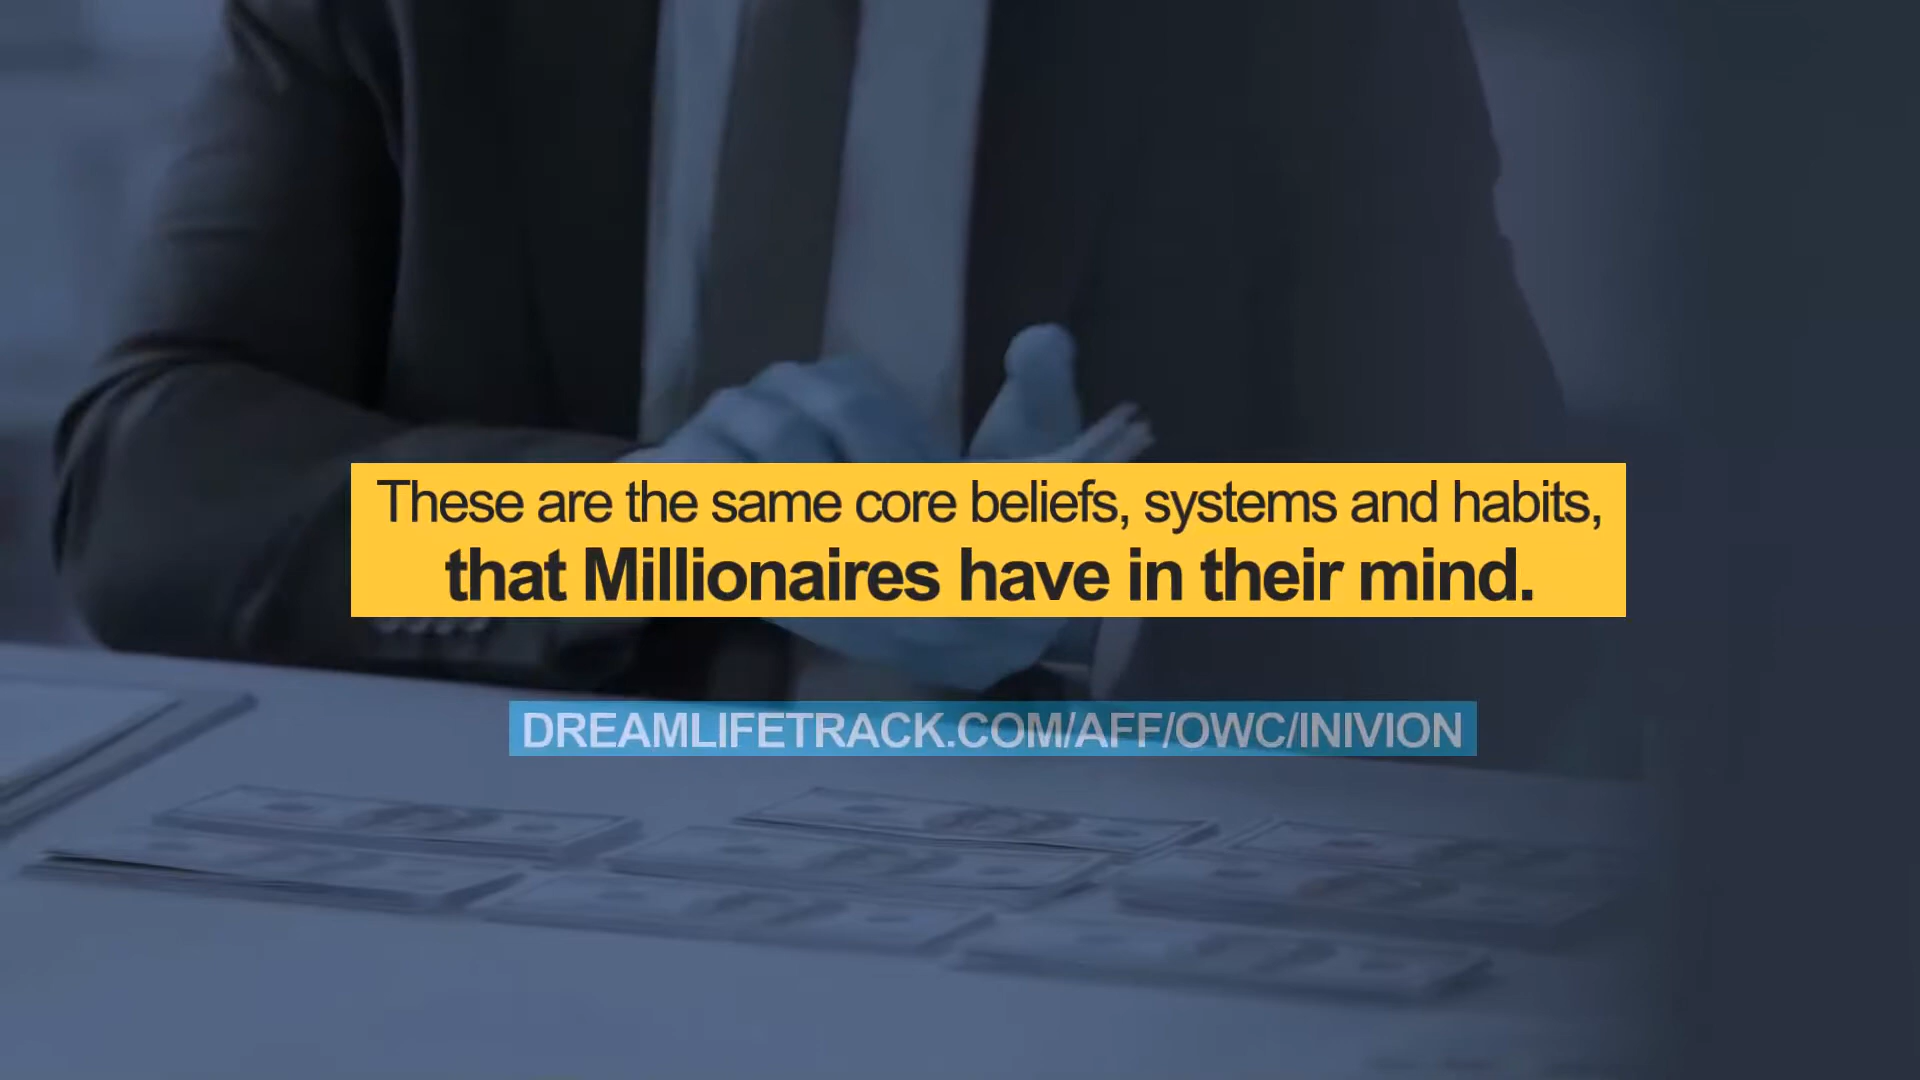 These are the same core beliefs, systems and habits,
that Millionaires have in their mind.
DREAMLIFETRACK.COM/AFF/OWC/INIVION